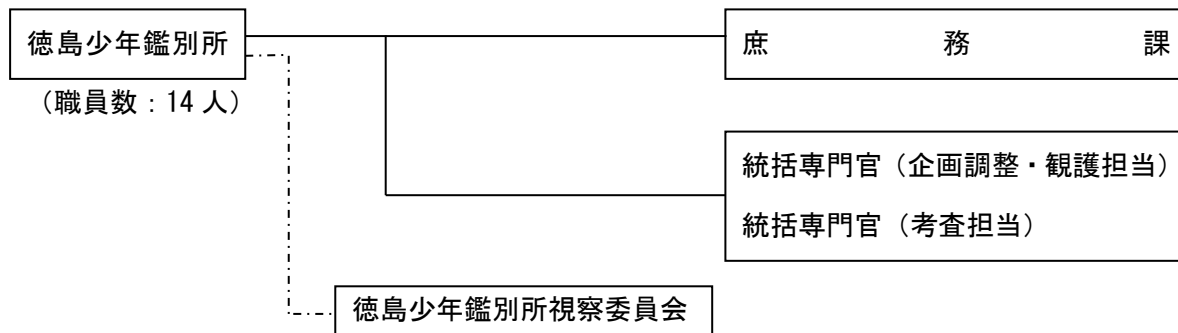 徳島少年鑑別所
（職員数：14人）
庶務課
統括専門官（企画調整・観護担当）
統括専門官（考査担当）
徳島少年鑑別所視察委員会